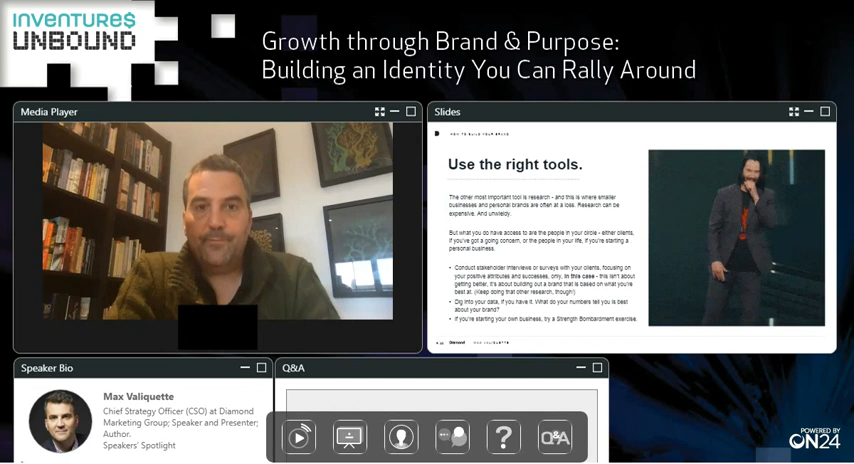 INVENTURE$
UNBOUND
Growth through Brand & Purpose:
Building an Identity You Can Rally Around
Media Player
Slides
HOW TO BUILD YOUR BRAND
Use the right tools.
The other most important tool is research - and this is where smaller
businesses and personal brands are often at a loss. Research can be
expensive. And unwieldy.
But what you do have access to are the people in your circle - either clients,
if you've got a going concern, or the people in your life, if you're starting a
personal business.
• Conduct stakeholder interviews or surveys with your clients, focusing on
your positive attributes and successes, only, in this case - this isn't about
getting better, it's about building out a brand that is based on what you're
best at. (Keep doing that other research, though!)
• Dig into your data, if you have it. What do your numbers tell you is best
about your brand?
• If you're starting your own business, try a Strength Bombardment exercise.
Diamond
MAX VALIQUETTE
Speaker Bio
Q&A
Max Valiquette
Chief Strategy Officer (CSO) at Diamond
Marketing Group; Speaker and Presenter;
Author.
Speakers' Spotlight
?
Q&A
POWERED BY
ON24